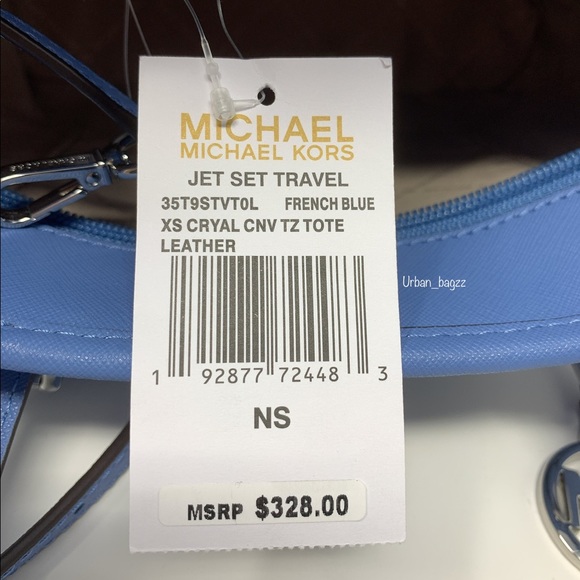 MICHAEL
MICHAEL KORS
JET SET TRAVEL
35T9STVT0L FRENCH BLUE
XS CRYAL CNV TZ TOTE
LEATHER
Urban_bagzz
1 92877 72448 3
NS
MSRP $328.00